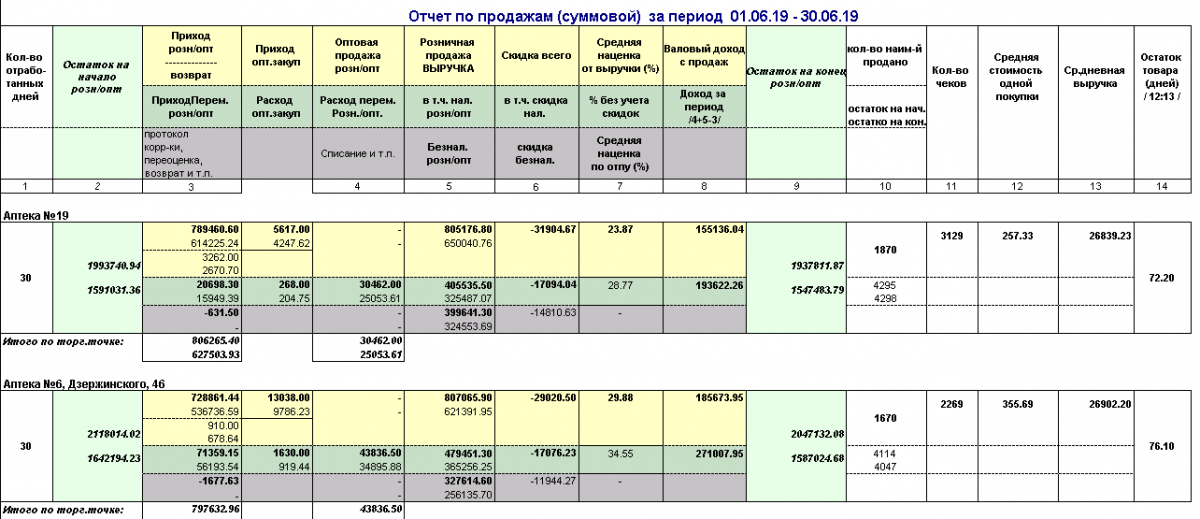 Отчет по продажам (суммовой) за период 01.06.19 - 30.06.19
Кол-во отрабо-танных дней
Остаток на начало розн/опт
Приход розн/опт
--------------
возврат
ПриходПерем. розн/опт
протокол корр-ки, переоценка, возврат и т.п.
Приход опт.закуп
Расход опт.закуп
Оптовая продажа розн/опт
Расход перем. Розн./опт.
Списание и т.п.
Розничная продажа ВЫРУЧКА
в т.ч. нал. розн/опт
Безнал. розн/опт
Скидка всего
в т.ч. скидка нал.
скидка безнал.
Средняя наценка от выручки (%)
% без учета скидок
Средняя наценка по отпу (%)
Валовый доход с продаж
Доход за период /4+5-3/
Остаток на конец розн/опт
кол-во наим-й продано
остаток на нач.
остатко на кон.
Кол-во чеков
Средняя стоимость одной покупки
Ср.дневная выручка
Остаток товара (дней) / 12:13 /
1 2 3 4 5 6 7 8 9 10 11 12 13 14
Аптека №19
789460.60 5617.00 - 805176.80 -31904.67 23.87 155136.04 3129 257.33 26839.23
614225.24 4247.62 - 650040.76
1870
3262.00
1993740.94 2670.70 1937811.87
30 20698.30 268.00 30462.00 405535.50 -17094.04 28.77 193622.26 4295 72.20
1591031.36 15949.39 204.75 25053.61 325487.07 1547483.79 4298
-631.50 399641.30 -14810.63 -
- 324553.69
Итого по торг.точке: 806265.40 30462.00
627503.93 25053.61
Аптека №6, Дзержинского, 46
728861.44 13038.00 - 807065.90 -29020.50 29.88 185673.95 2269 355.69 26902.20
536736.59 9786.23 - 621391.95
1670
910.00
2118014.02 678.64 2047132.08
30 71359.15 1630.00 43836.50 479451.30 -17076.23 34.55 271007.95 4114 76.10
1642194.23 56193.54 919.44 34895.88 365256.25 1587024.68 4047
-1677.63 327614.60 -11944.27 -
- 256135.70
Итого по торг.точке: 797632.96 43836.50